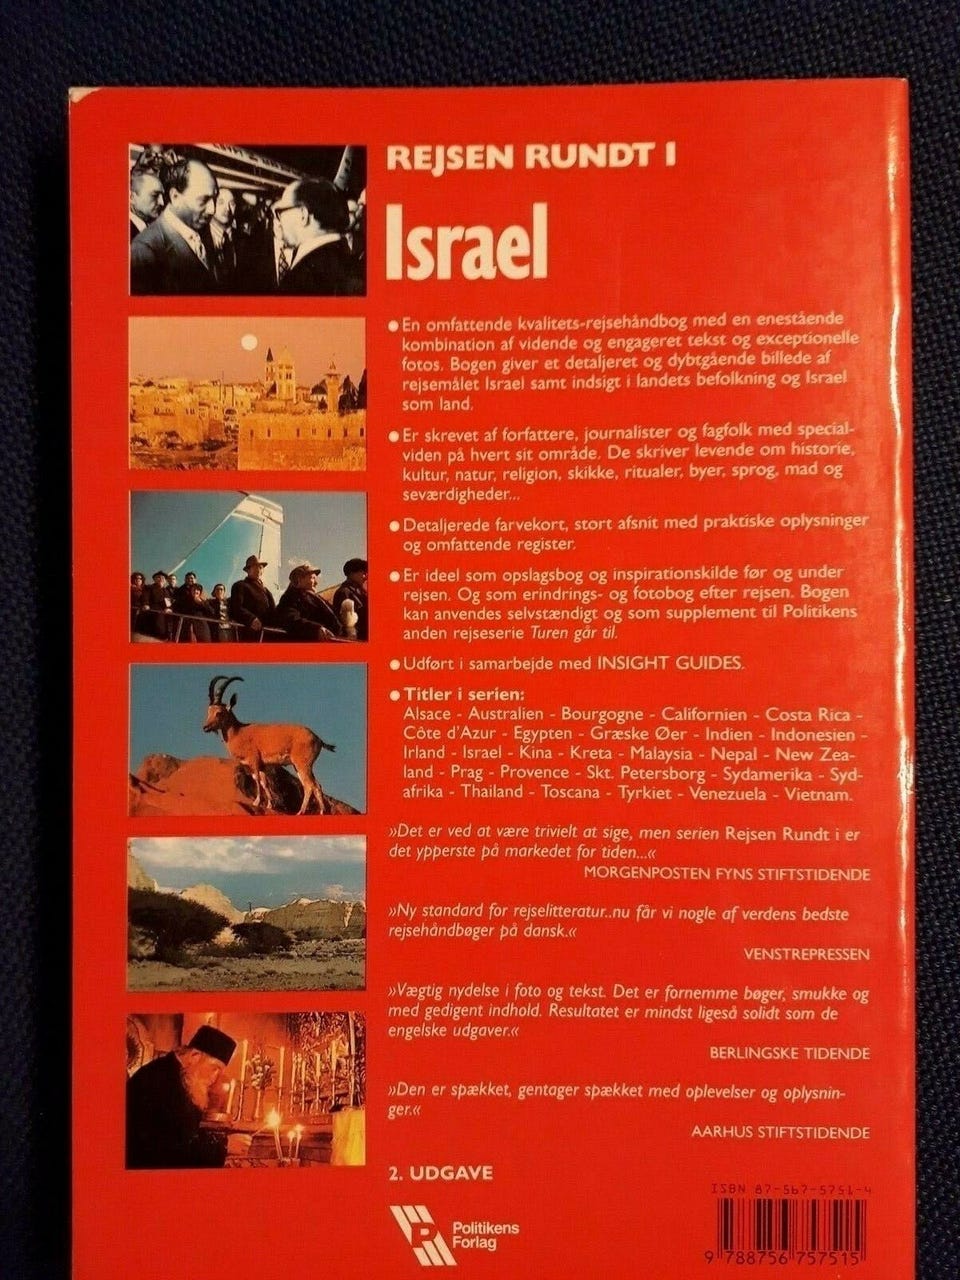 REJSEN RUNDT I
Israel
● En omfattende kvalitets-rejsehåndbog med en enestående
kombination af vidende og engageret tekst og exceptionelle
fotos. Bogen giver et detaljeret og dybtgående billede af
rejsemålet Israel samt indsigt i landets befolkning og Israel
som land.
● Er skrevet af forfattere, journalister og fagfolk med special-
viden på hvert sit område. De skriver levende om historie,
kultur, natur, religion, skikke, ritualer, byer, sprog, mad og
seværdigheder...
● Detaljerede farvekort, stort afsnit med praktiske oplysninger
og omfattende register.
● Er ideel som opslagsbog og inspirationskilde før og under
rejsen. Og som erindrings- og fotobog efter rejsen. Bogen
kan anvendes selvstændigt og som supplement til Politikens
anden rejseserie Turen går til.
● Udført i samarbejde med INSIGHT GUIDES.
● Titler i serien:
Alsace - Australien - Bourgogne - Californien - Costa Rica -
Côte d'Azur - Egypten - Græske Øer - Indien - Indonesien -
Irland - Israel - Kina - Kreta - Malaysia - Nepal - New Zea-
land - Prag - Provence - Skt. Petersborg - Sydamerika - Syd-
afrika - Thailand - Toscana - Tyrkiet - Venezuela - Vietnam.
»Det er ved at være trivielt at sige, men serien Rejsen Rundt i er
det ypperste på markedet for tiden...«
MORGENPOSTEN FYNS STIFTSTIDENDE
»Ny standard for rejselitteratur..nu får vi nogle af verdens bedste
rejsehåndbøger på dansk.«
VENSTREPRESSEN
»Vægtig nydelse i foto og tekst. Det er fornemme bøger, smukke og
med gedigent indhold. Resultatet er mindst ligeså solidt som de
engelske udgaver.«
BERLINGSKE TIDENDE
»Den er spækket, gentager spækket med oplevelser og oplysnin-
ger.«
AARHUS STIFTSTIDENDE
2. UDGAVE
Politikens
Forlag
ISBN 87-567-5751-4
9 788756 757515